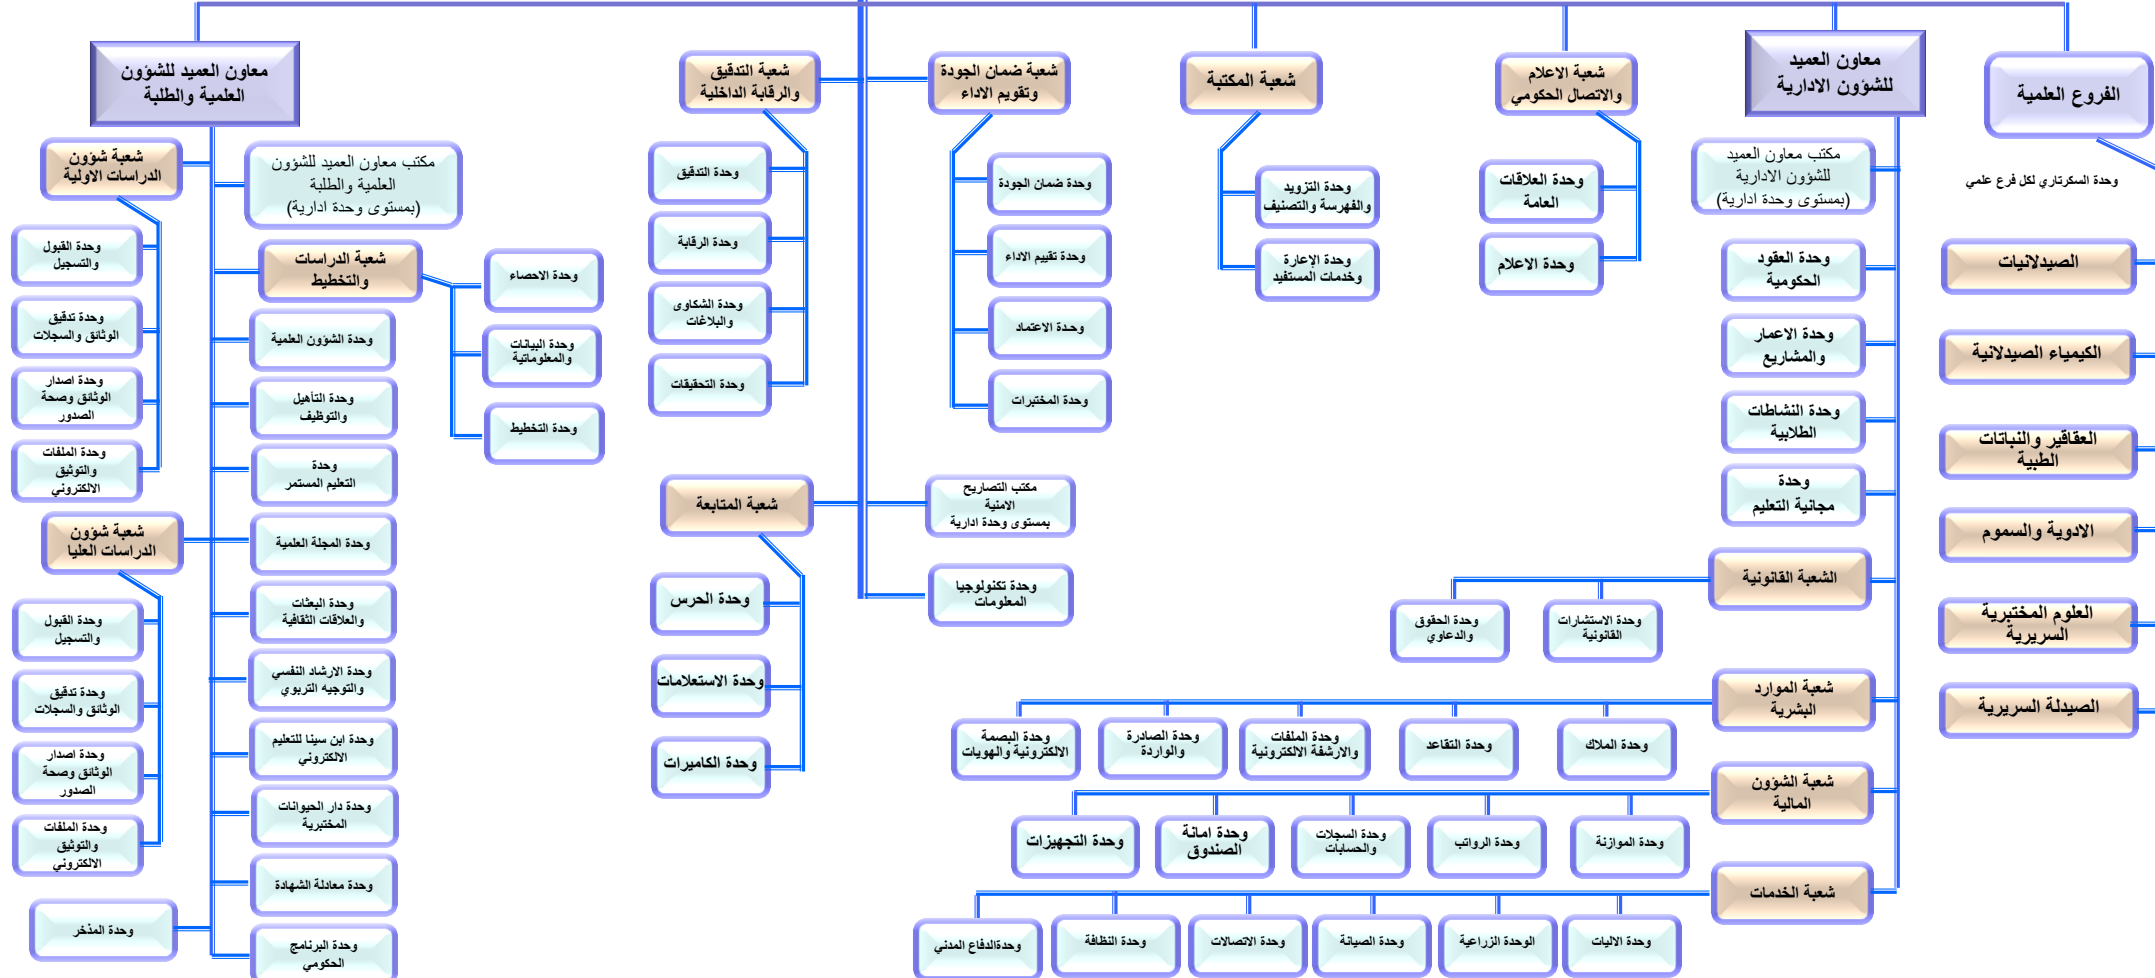 الفروع العلمية
وحدة السكرتاري لكل فرع علمي
الصيدلانيات
الكيمياء الصيدلانية
العقاقير والنباتات
الطبية
الادوية والسموم
العلوم المختبرية
السريرية
الصيدلة السريرية
معاون العميد
للشؤون الادارية
مكتب معاون العميد
للشؤون الادارية
(بمستوى وحدة ادارية)
وحدة العقود
الحكومية
وحدة الاعمار
والمشاريع
وحدة النشاطات
الطلابية
وحدة
مجانية التعليم
الشعبة القانونية
وحدة الاستشارات
القانونية
وحدة الحقوق
والدعاوي
شعبة الموارد
البشرية
وحدة الملاك
وحدة التقاعد
وحدة الملفات
والارشفة الالكترونية
وحدة الصادرة
والواردة
وحدة البصمة
الالكترونية والهويات
شعبة الشؤون
المالية
وحدة الموازنة
وحدة الرواتب
وحدة السجلات
والحسابات
وحدة امانة
الصندوق
وحدة التجهيزات
شعبة الخدمات
وحدة الاليات
الوحدة الزراعية
وحدة الصيانة
وحدة الاتصالات
وحدة النظافة
وحدةالدفاع المدني
شعبة الاعلام
والاتصال الحكومي
وحدة العلاقات
العامة
وحدة الاعلام
شعبة المكتبة
وحدة التزويد
والفهرسة والتصنيف
وحدة الإعارة
وخدمات المستفيد
شعبة ضمان الجودة
وتقويم الاداء
وحدة ضمان الجودة
وحدة تقييم الاداء
وحدة الاعتماد
وحدة المختبرات
مكتب التصاريح
الامنية
بمستوى وحدة ادارية
وحدة تكنولوجيا
المعلومات
شعبة التدقيق
والرقابة الداخلية
وحدة التدقيق
وحدة الرقابة
وحدة الشكاوى
والبلاغات
وحدة التحقيقات
شعبة المتابعة
وحدة الحرس
وحدة الاستعلامات
وحدة الكاميرات
معاون العميد للشؤون
العلمية والطلبة
مكتب معاون العميد للشؤون
العلمية والطلبة
(بمستوى وحدة ادارية)
شعبة الدراسات
والتخطيط
وحدة الاحصاء
وحدة البيانات
والمعلوماتية
وحدة التخطيط
وحدة الشؤون العلمية
وحدة التأهيل
والتوظيف
وحدة
التعليم المستمر
وحدة المجلة العلمية
وحدة البعثات
والعلاقات الثقافية
وحدة الارشاد النفسي
والتوجيه التربوي
وحدة ابن سينا للتعليم
الالكتروني
وحدة دار الحيوانات
المختبرية
وحدة معادلة الشهادة
وحدة البرنامج
الحكومي
شعبة شؤون
الدراسات الاولية
وحدة القبول
والتسجيل
وحدة تدقيق
الوثائق والسجلات
وحدة اصدار
الوثائق وصحة
الصدور
وحدة الملفات
والتوثيق
الالكتروني
شعبة شؤون
الدراسات العليا
وحدة القبول
والتسجيل
وحدة تدقيق
الوثائق والسجلات
وحدة اصدار
الوثائق وصحة
الصدور
وحدة الملفات
والتوثيق
الالكتروني
وحدة المذخر